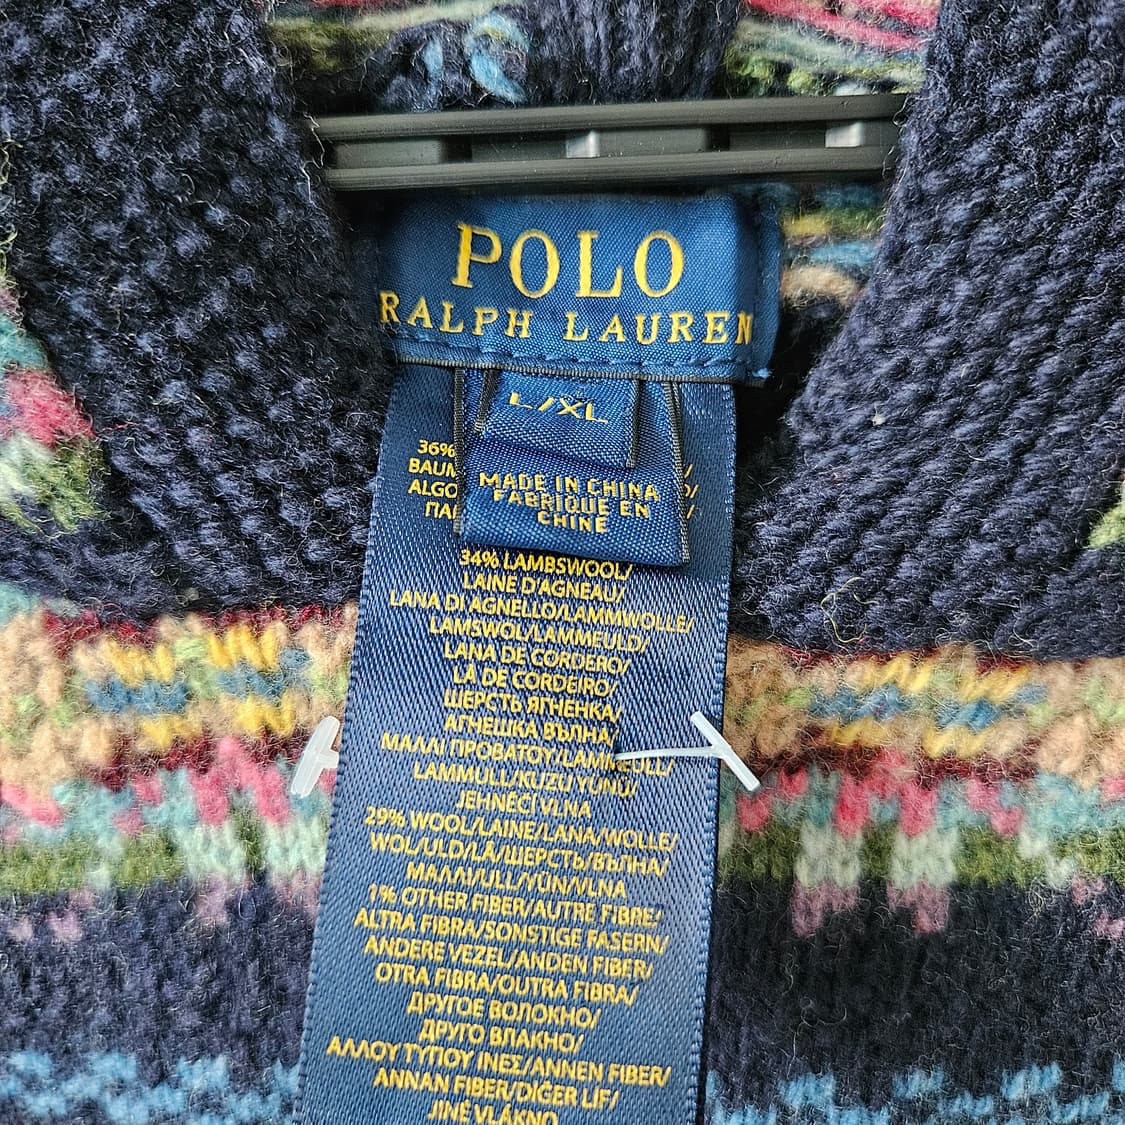 POLO
RALPH LAUREN
L/XL
MADE IN CHINA
FABRIQUE EN
CHINE
36%
34% LAMBSWOOL/
LAINE D'AGNEAU/
LANA DI AGNELLO/LAMMWOLLE/
LAMSWOL/LAMMEULD/
LANA DE CORDERO/
LÃ DE CORDEIRO/
ШЕРСТЬ ЯГНЕНКА/
АГНЕШКА ВЪЛНА/
ΜΑΛΛΙ ΠΡΟΒΑΤΟΥ/
LAMMULL/KUZU YÜNÜ/
JEHNĚČÍ VLNA
29% WOOL/LAINE/LANA/WOLLE/
WOL/ULD/LÃ/ШЕРСТЬ/ВЪЛНА/
ΜΑΛΛΙ/ULL/YÜN/VLNA
1% OTHER FIBER/AUTRE FIBRE/
ALTRA FIBRA/SONSTIGE FASERN/
ANDERE VEZEL/ANDEN FIBER/
OTRA FIBRA/OUTRA FIBRA/
ДРУГОЕ ВОЛОКНО/
ДРУГО ВЛАКНО/
ΑΛΛΟΥ ΤΥΠΟΥ ΙΝΕΣ/ANNEN FIBER/
ANNAN FIBER/DİĞER LIF/
JINÉ VLÁKNO